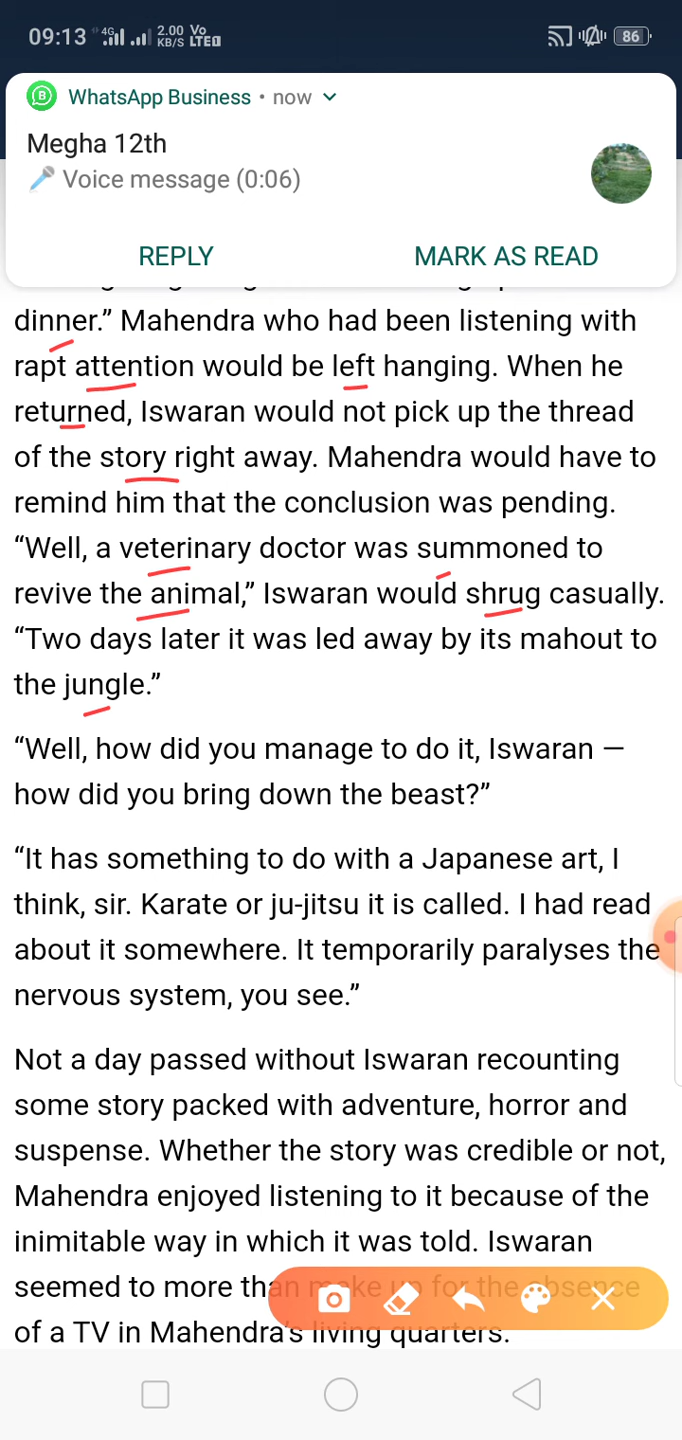 09:13 4G 2.00 KB/S Vo LTE 86
WhatsApp Business • now
Megha 12th
Voice message (0:06)
REPLY MARK AS READ
dinner.” Mahendra who had been listening with
rapt attention would be left hanging. When he
returned, Iswaran would not pick up the thread
of the story right away. Mahendra would have to
remind him that the conclusion was pending.
“Well, a veterinary doctor was summoned to
revive the animal,” Iswaran would shrug casually.
“Two days later it was led away by its mahout to
the jungle.”
“Well, how did you manage to do it, Iswaran —
how did you bring down the beast?”
“It has something to do with a Japanese art, I
think, sir. Karate or ju-jitsu it is called. I had read
about it somewhere. It temporarily paralyses the
nervous system, you see.”
Not a day passed without Iswaran recounting
some story packed with adventure, horror and
suspense. Whether the story was credible or not,
Mahendra enjoyed listening to it because of the
inimitable way in which it was told. Iswaran
seemed to more than make up for the absence
of a TV in Mahendra’s living quarters.